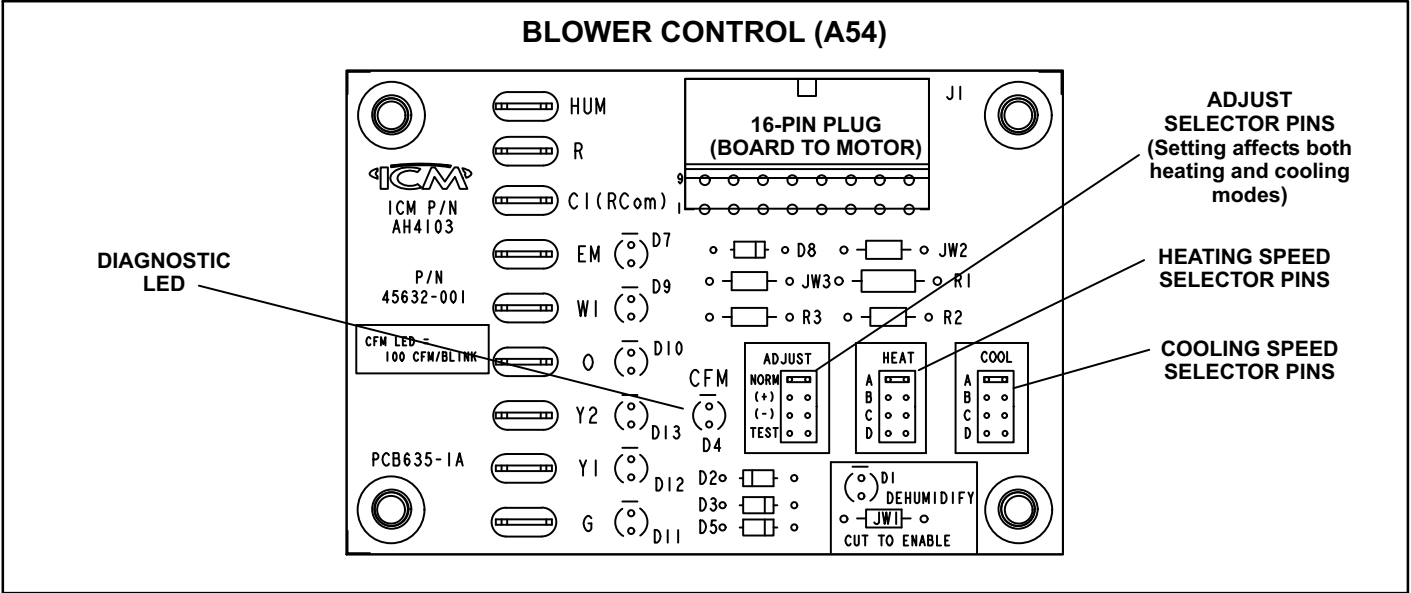 BLOWER CONTROL (A54)
HUM
R
C1(RCom)
EM
W1
O
Y2
Y1
G
ICM
ICM P/N
AH4103
P/N
45632-001
CFM LED =
100 CFM/BLINK
PCB635-1A
DIAGNOSTIC
LED
16-PIN PLUG
(BOARD TO MOTOR)
J1
9
1
D7
D9
D10
D13
D12
D11
D8
JW2
JW3
R1
R3
R2
CFM
D4
ADJUST
NORM
(+)
(-)
TEST
HEAT
A
B
C
D
COOL
A
B
C
D
D2
D3
D5
D1
DEHUMIDIFY
JW1
CUT TO ENABLE
ADJUST
SELECTOR PINS
(Setting affects both
heating and cooling
modes)
HEATING SPEED
SELECTOR PINS
COOLING SPEED
SELECTOR PINS